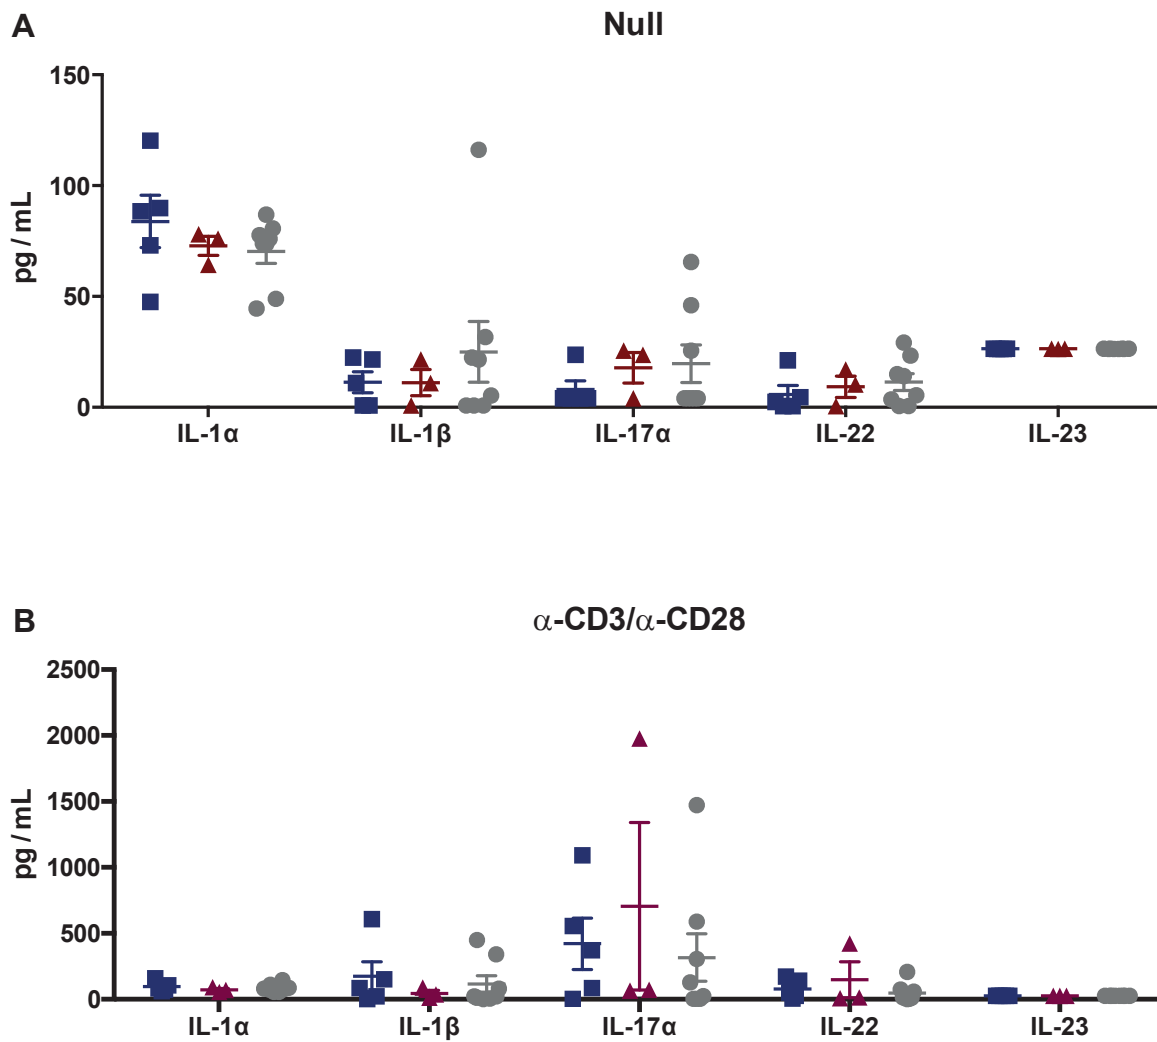 A
Null
150
100
50
0
pg / mL
IL-1α
IL-1β
IL-17α
IL-22
IL-23
B
α-CD3/α-CD28
2500
2000
1500
1000
500
0
pg / mL
IL-1α
IL-1β
IL-17α
IL-22
IL-23